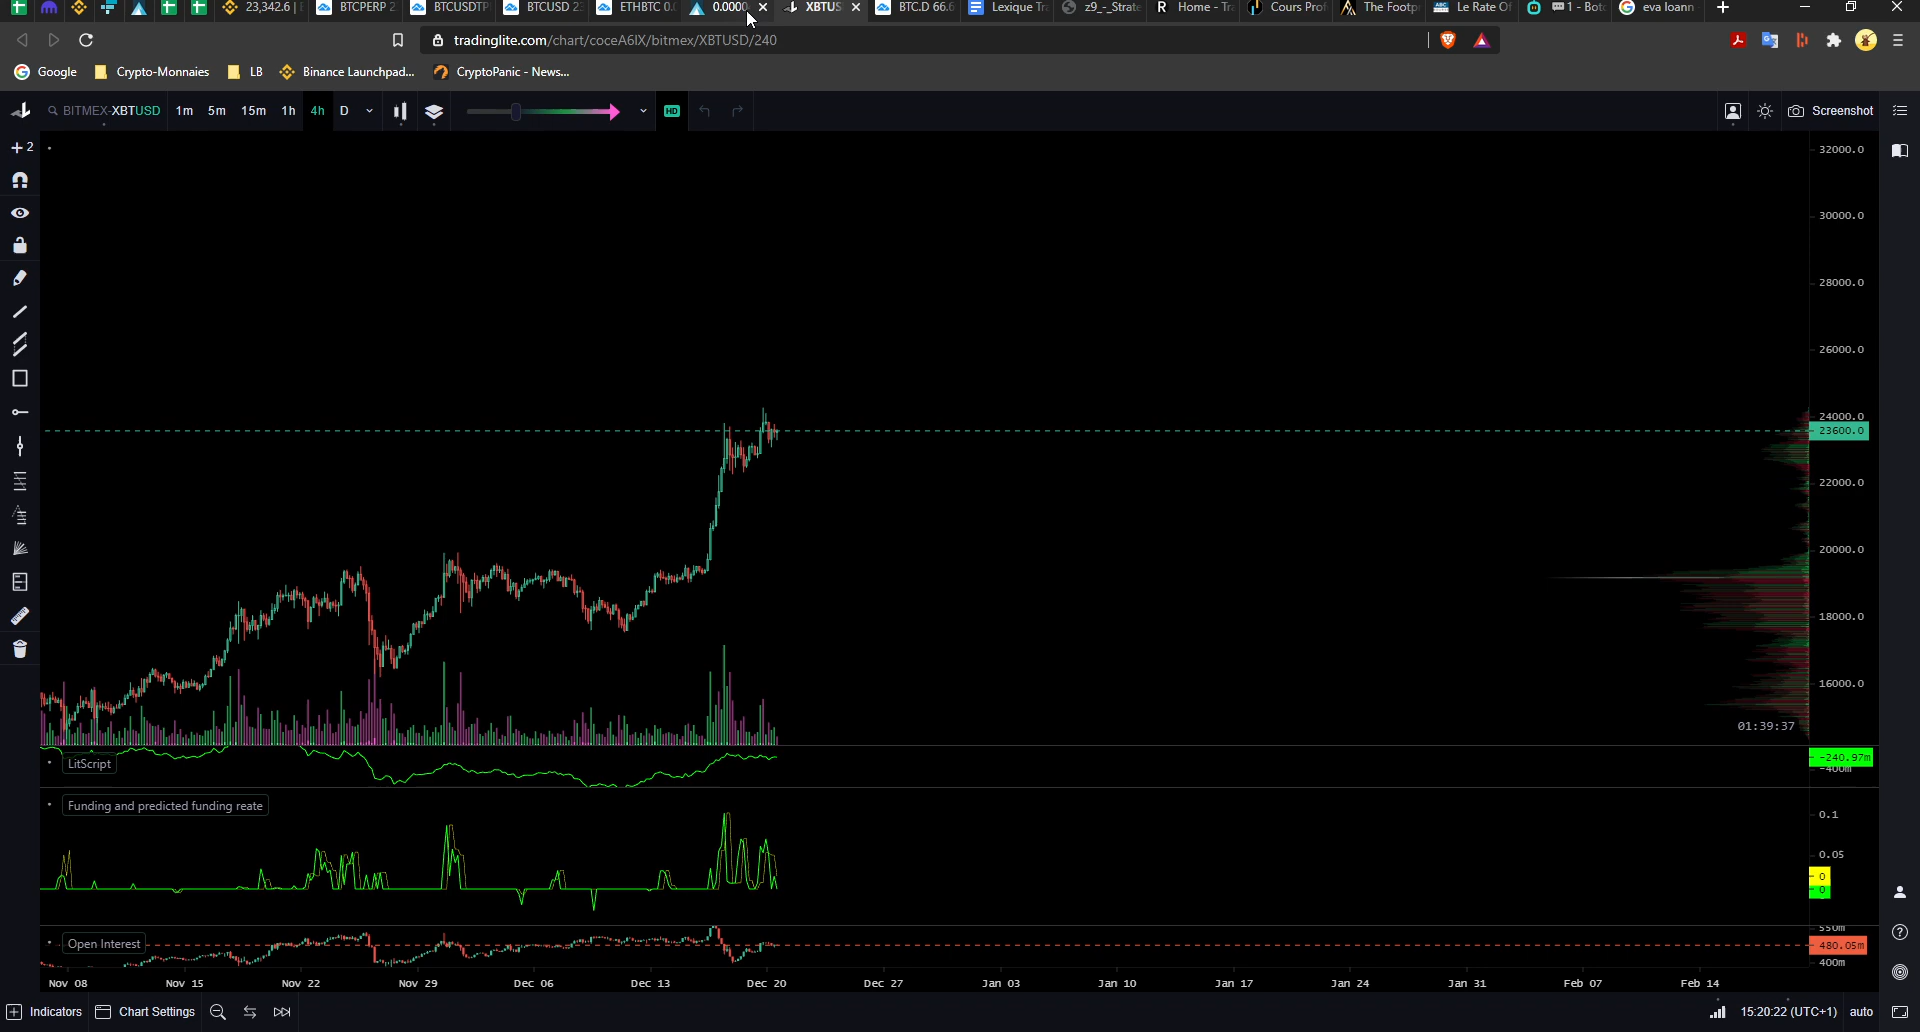 23,342.6 |
BTCPERP 2
BTCUSDTP
BTCUSD 23
ETHBTC 0.
0.0000
XBTUS
BTC.D 66.6
Lexique Tr
z9_-_Strate
Home - Tr
Cours Prof
The Footp
Le Rate Of
1 - Bot
eva Ioann
tradinglite.com/chart/coceA6IX/bitmex/XBTUSD/240
Google
Crypto-Monnaies
LB
Binance Launchpad...
CryptoPanic - News...
BITMEX-XBTUSD
1m
5m
15m
1h
4h
D
HD
Screenshot
+ 2
32000.0
30000.0
28000.0
26000.0
24000.0
23600.0
22000.0
20000.0
18000.0
16000.0
01:39:37
LitScript
-240.97m
-400m
Funding and predicted funding reate
0.1
0.05
0
0
Open Interest
550m
480.05m
400m
Nov 08
Nov 15
Nov 22
Nov 29
Dec 06
Dec 13
Dec 20
Dec 27
Jan 03
Jan 10
Jan 17
Jan 24
Jan 31
Feb 07
Feb 14
Indicators
Chart Settings
15:20:22 (UTC+1)
auto